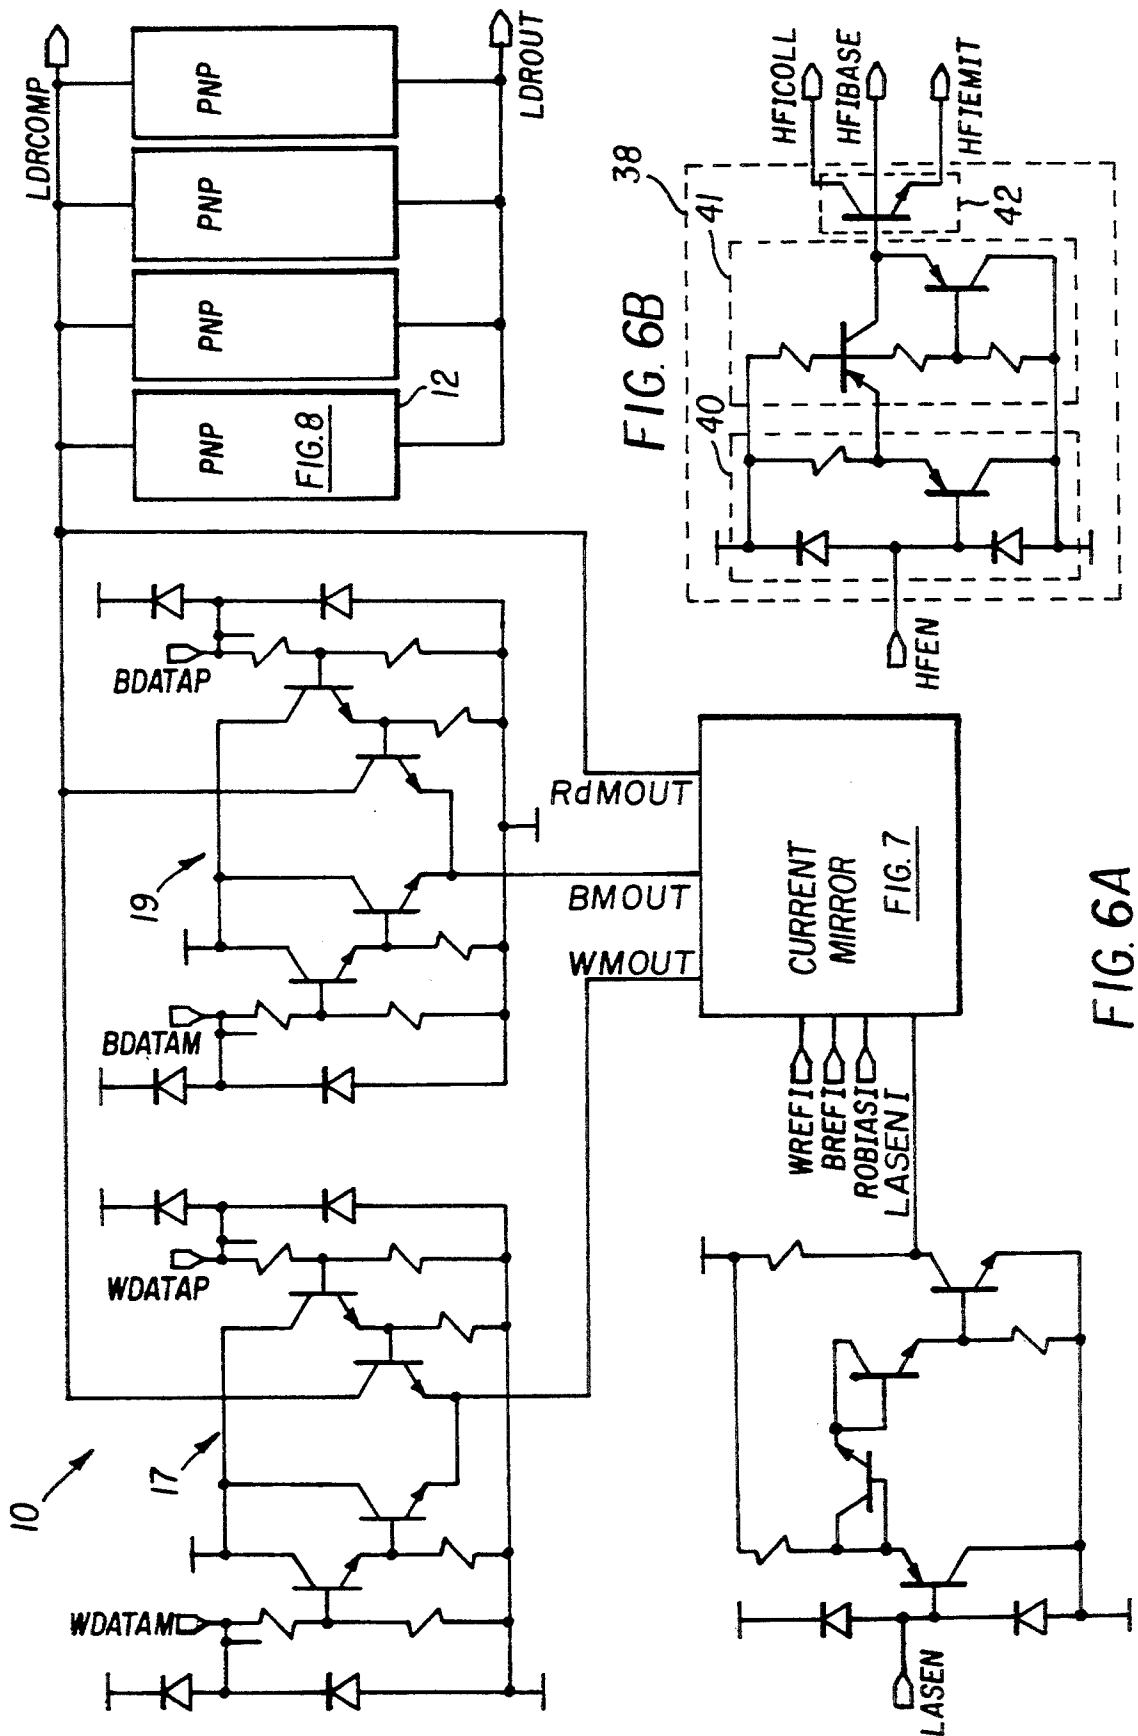 10
17
19
WDATAM
WDATAP
BDATAM
BDATAP
LDRCOMP
PNP
FIG. 8
PNP
PNP
PNP
12
LDROUT
WMOUT
BMOUT
RdMOUT
LASEN
WREFI
BREFI
ROBIASI
LASENI
CURRENT
MIRROR
FIG. 7
FIG. 6A
FIG. 6B
HFEN
40
41
38
42
HFICOLL
HFIBASE
HFIEMIT